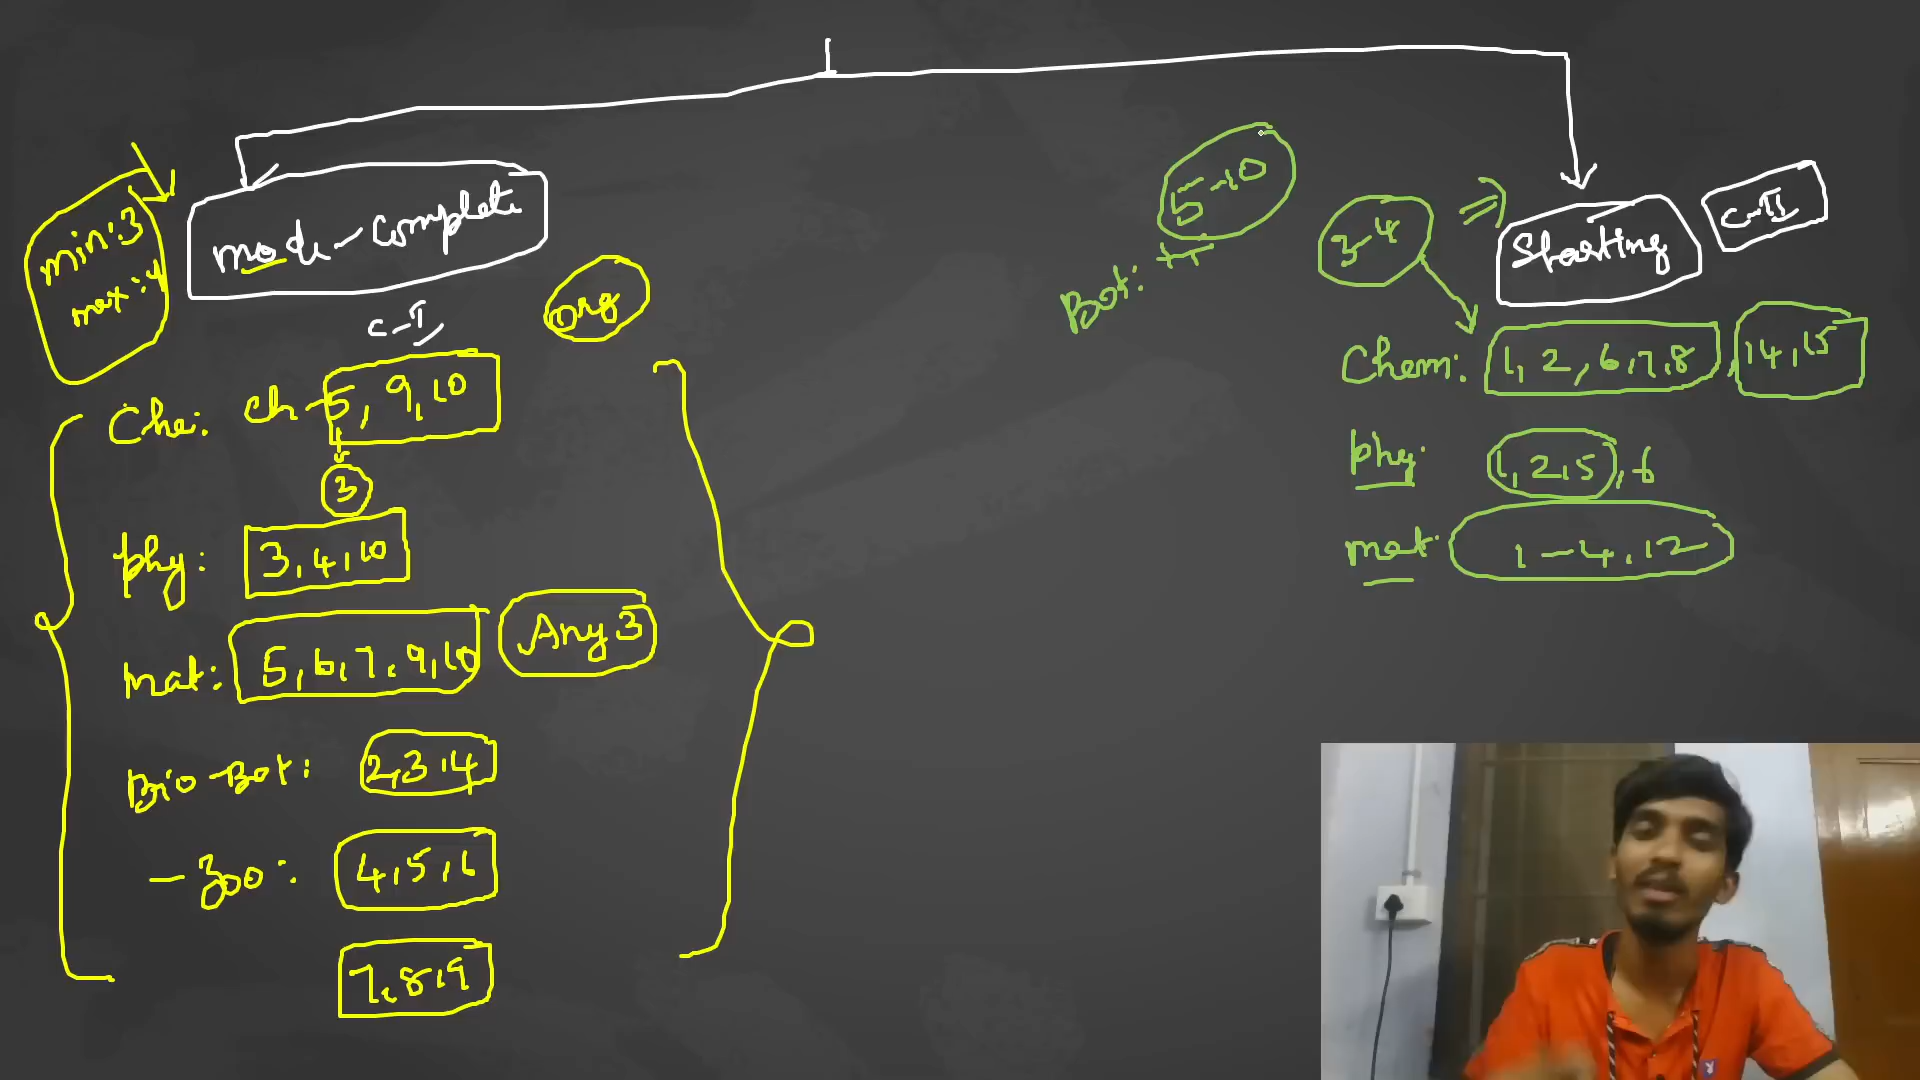 min:3
max:4
mode-complete
C-I
org
Che: Ch-5, 9, 10
3
Phy: 3, 4, 10
mat: 5, 6, 7, 9, 10
Any 3
Bio-Bot: 2, 3, 4
-Zoo: 4, 5, 6
7, 8, 9
5-10
Bot:
3-4
Starting
C-II
Chem: 1, 2, 6, 7, 8, 14, 15
Phy: 1, 2, 5, 6
mat: 1-4, 12